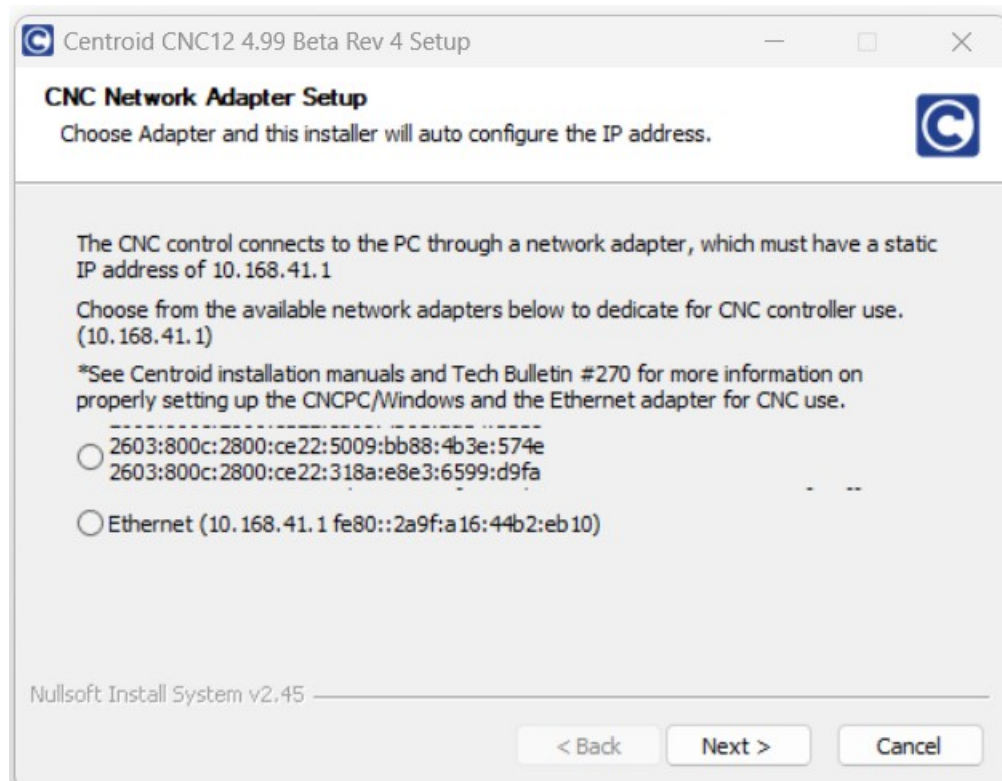 Centroid CNC12 4.99 Beta Rev 4 Setup
CNC Network Adapter Setup
Choose Adapter and this installer will auto configure the IP address.
The CNC control connects to the PC through a network adapter, which must have a static
IP address of 10.168.41.1
Choose from the available network adapters below to dedicate for CNC controller use.
(10.168.41.1)
*See Centroid installation manuals and Tech Bulletin #270 for more information on
properly setting up the CNCPC/Windows and the Ethernet adapter for CNC use.
2603:800c:2800:ce22:5009:bb88:4b3e:574e
2603:800c:2800:ce22:318a:e8e3:6599:d9fa
Ethernet (10.168.41.1 fe80::2a9f:a16:44b2:eb10)
Nullsoft Install System v2.45
< Back
Next >
Cancel